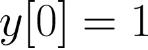 y[0] = 1